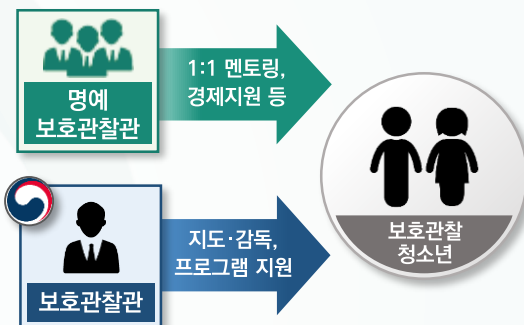 명예
보호관찰관
1:1 멘토링,
경제지원 등
보호관찰관
지도·감독,
프로그램 지원
보호관찰
청소년